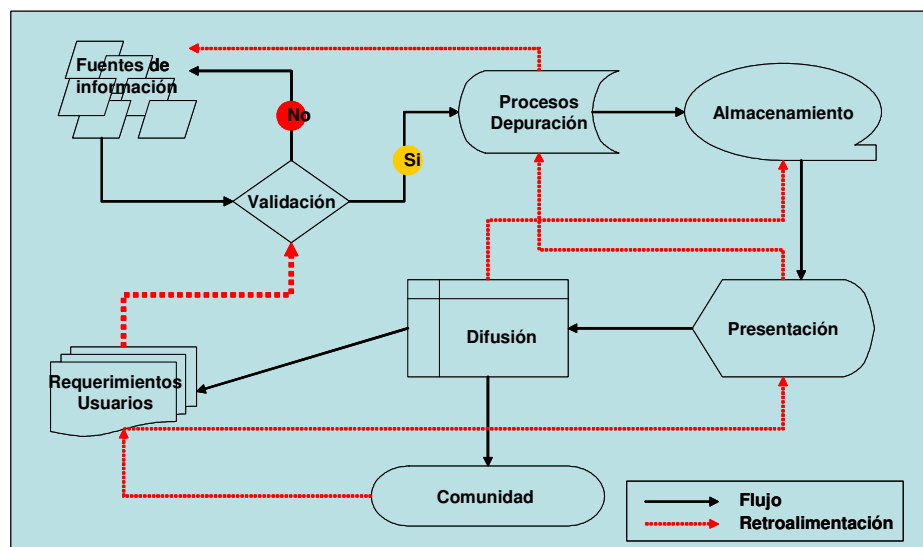 Fuentes de
información
No
Si
Procesos
Depuración
Almacenamiento
Validación
Difusión
Presentación
Requerimientos
Usuarios
Comunidad
Flujo
Retroalimentación